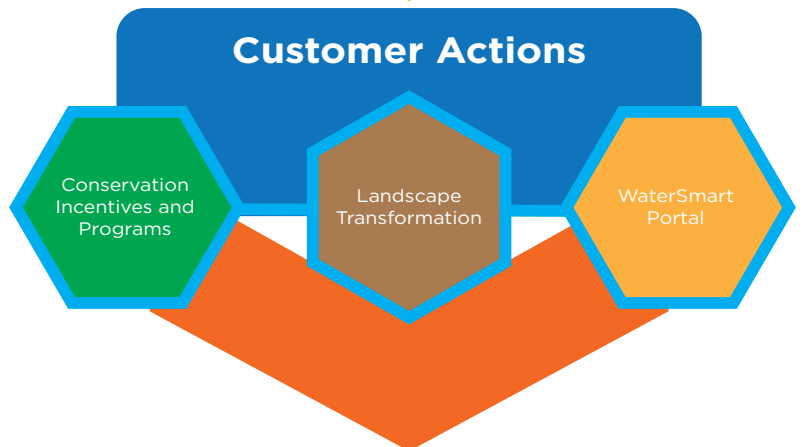 Customer Actions
Conservation
Incentives and
Programs
Landscape
Transformation
WaterSmart
Portal